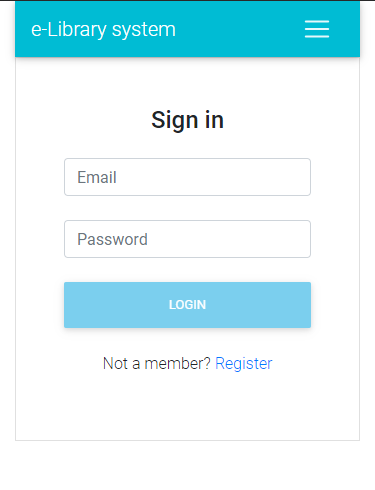 e-Library system
Sign in
Email
Password
LOGIN
Not a member? Register